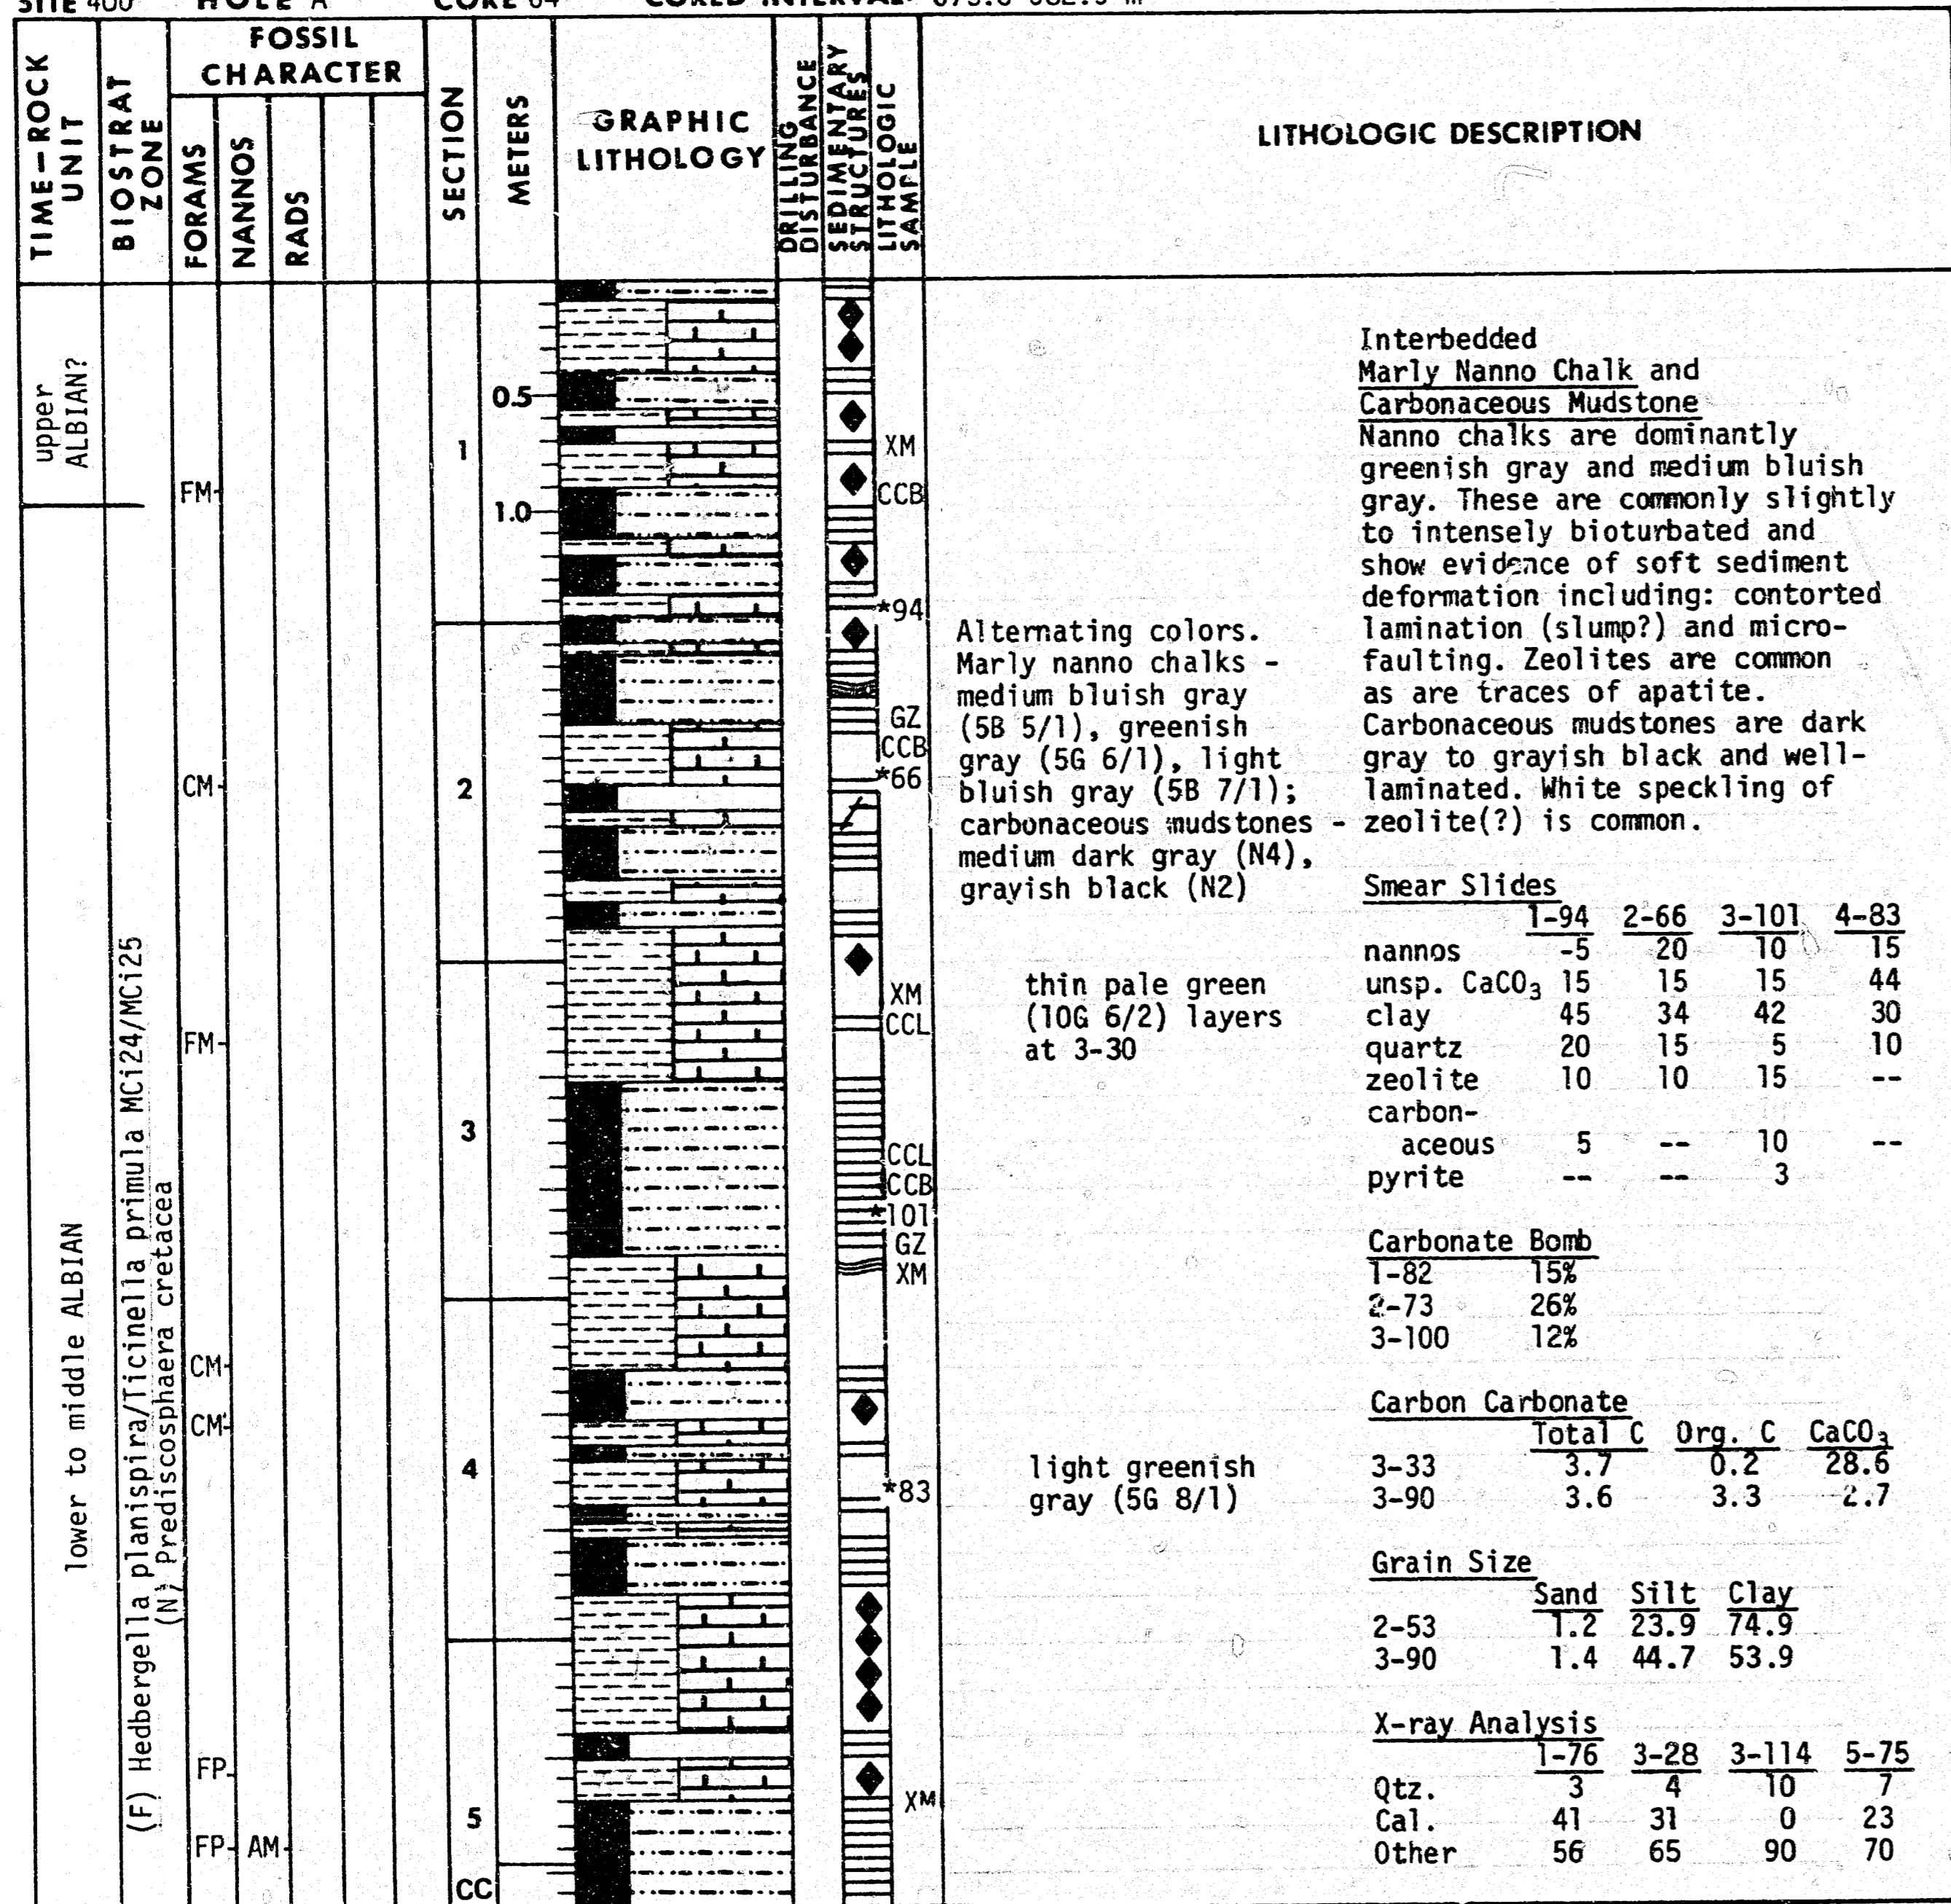 SITE 400 HOLE A CORE 64 CORED INTERVAL
TIME-ROCK UNIT
BIOSTRAT ZONE
FOSSIL CHARACTER
FORAMS
NANNOS
RADS
SECTION
METERS
GRAPHIC LITHOLOGY
DRILLING DISTURBANCE
SEDIMENTARY STRUCTURES
LITHOLOGIC SAMPLE
LITHOLOGIC DESCRIPTION
upper ALBIAN?
lower to middle ALBIAN
(F) Hedbergella planispira/Ticinella primula MCi24/MCi25
(N) Prediscosphaera cretacea
FM
CM
FM
CM
CM
FP
FP AM
0.5
1
1.0
2
3
4
5
CC
XM
CCB
*94
GZ
CCB
*66
XM
CCL
CCL
CCB
*101
GZ
XM
*83
XM
Alternating colors.
Marly nanno chalks -
medium bluish gray
(5B 5/1), greenish
gray (5G 6/1), light
bluish gray (5B 7/1);
carbonaceous mudstones -
medium dark gray (N4),
grayish black (N2)
thin pale green
(10G 6/2) layers
at 3-30
light greenish
gray (5G 8/1)
Interbedded
Marly Nanno Chalk and
Carbonaceous Mudstone
Nanno chalks are dominantly
greenish gray and medium bluish
gray. These are commonly slightly
to intensely bioturbated and
show evidence of soft sediment
deformation including: contorted
lamination (slump?) and micro-
faulting. Zeolites are common
as are traces of apatite.
Carbonaceous mudstones are dark
gray to grayish black and well-
laminated. White speckling of
zeolite(?) is common.
Smear Slides
1-94 2-66 3-101 4-83
nannos -5 20 10 15
unsp. CaCO3 15 15 15 44
clay 45 34 42 30
quartz 20 15 5 10
zeolite 10 10 15 --
carbon-
aceous 5 -- 10 --
pyrite -- -- 3
Carbonate Bomb
1-82 15%
2-73 26%
3-100 12%
Carbon Carbonate
Total C Org. C CaCO3
3-33 3.7 0.2 28.6
3-90 3.6 3.3 2.7
Grain Size
Sand Silt Clay
2-53 1.2 23.9 74.9
3-90 1.4 44.7 53.9
X-ray Analysis
1-76 3-28 3-114 5-75
Qtz. 3 4 10 7
Cal. 41 31 0 23
Other 56 65 90 70